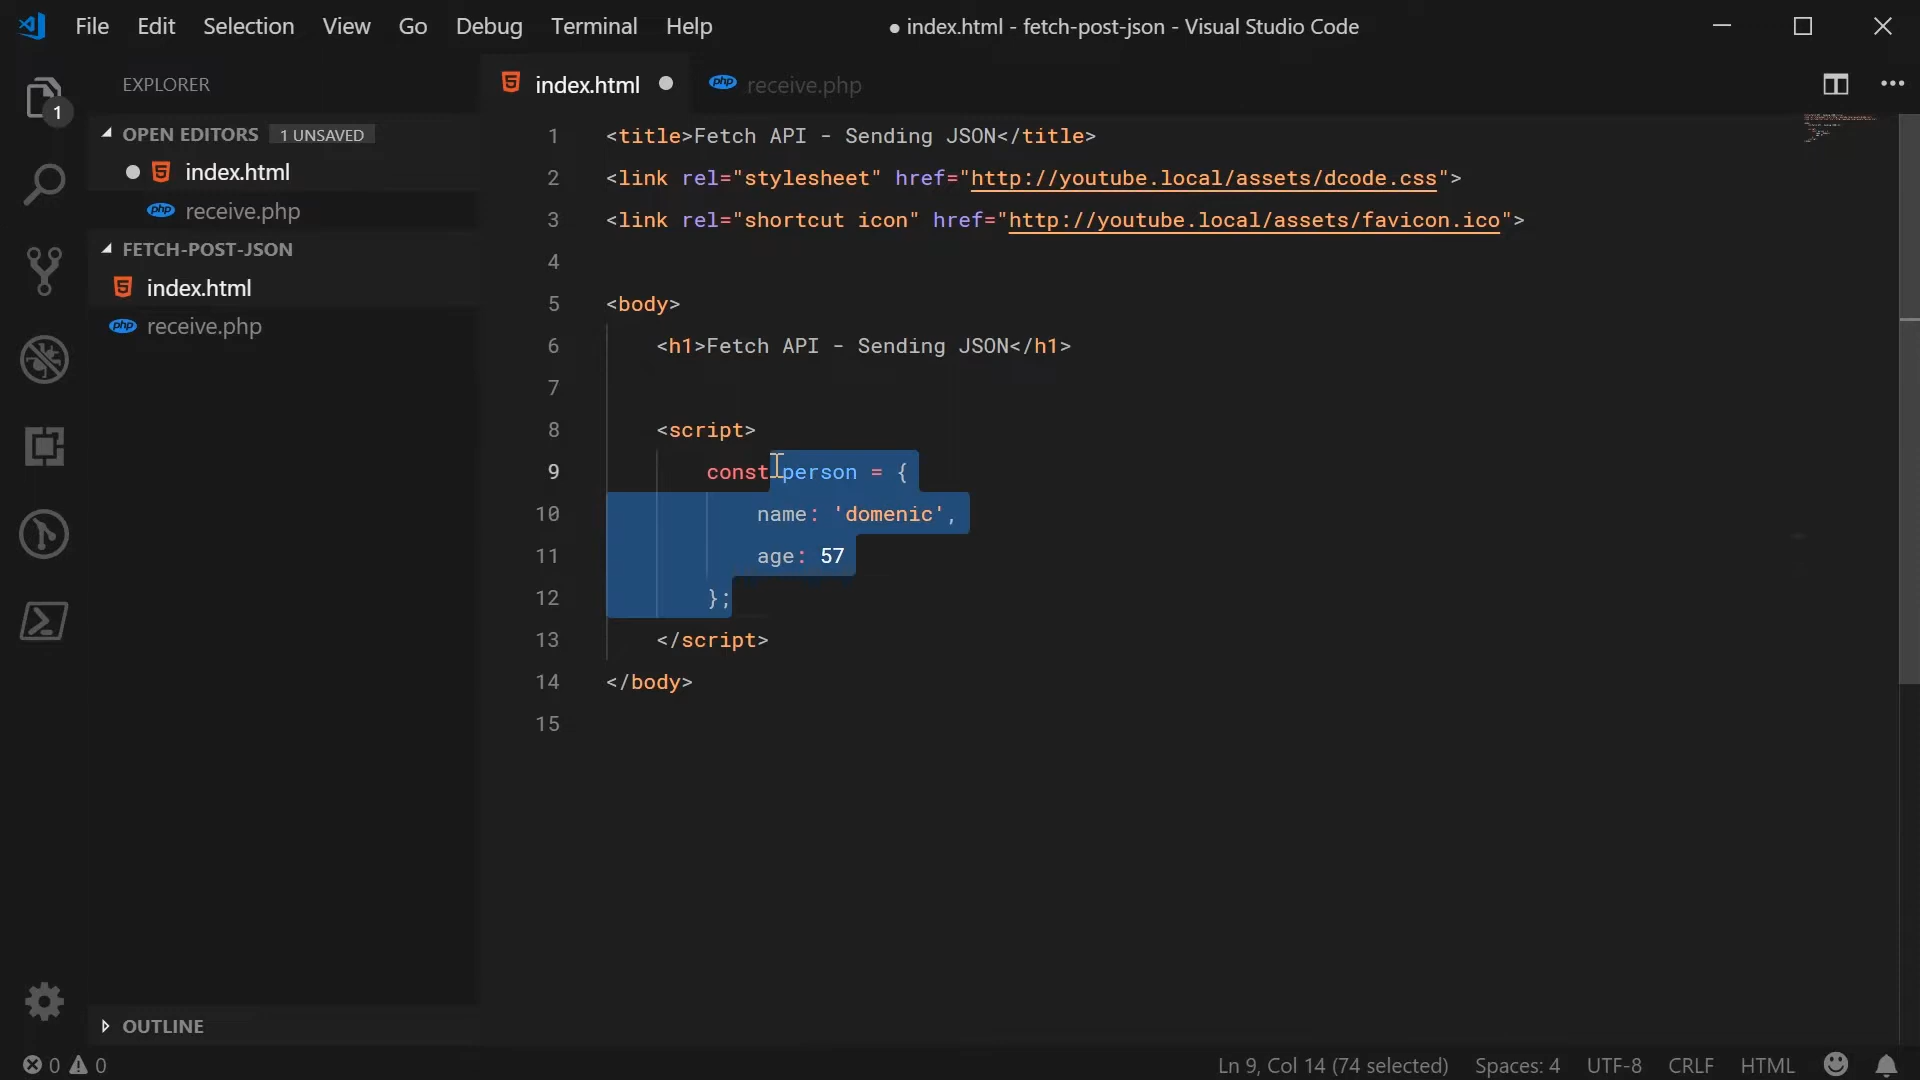 File Edit Selection View Go Debug Terminal Help
● index.html - fetch-post-json - Visual Studio Code
EXPLORER
OPEN EDITORS 1 UNSAVED
index.html
receive.php
FETCH-POST-JSON
index.html
receive.php
OUTLINE
1
index.html
receive.php
1 <title>Fetch API - Sending JSON</title>
2 <link rel="stylesheet" href="http://youtube.local/assets/dcode.css">
3 <link rel="shortcut icon" href="http://youtube.local/assets/favicon.ico">
4
5 <body>
6 <h1>Fetch API - Sending JSON</h1>
7
8 <script>
9 const person = {
10 name: 'domenic',
11 age: 57
12 };
13 </script>
14 </body>
15
0 0
Ln 9, Col 14 (74 selected) Spaces: 4 UTF-8 CRLF HTML